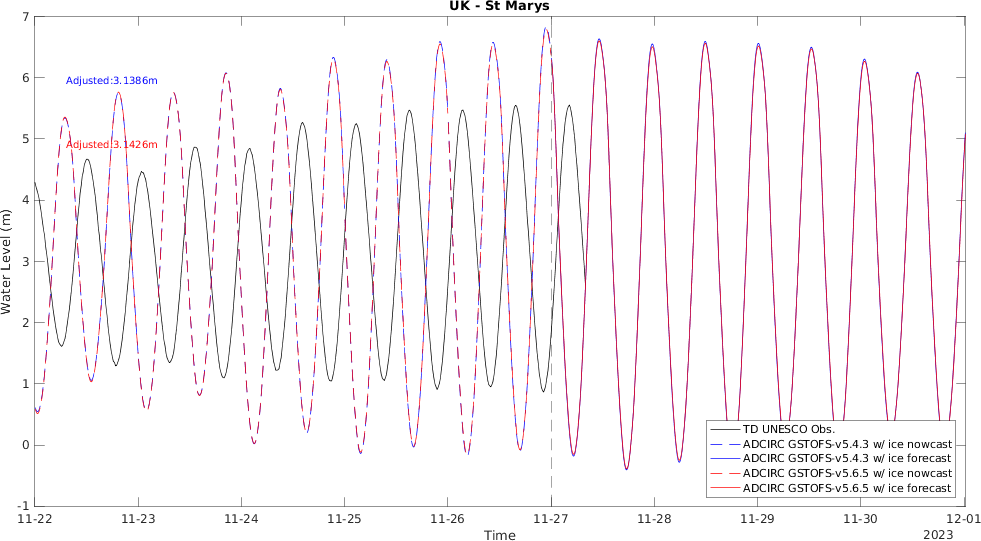 UK - St Marys
7
6
5
4
3
2
1
0
-1
Water Level (m)
Adjusted:3.1386m
Adjusted:3.1426m
TD UNESCO Obs.
ADCIRC GSTOFS-v5.4.3 w/ ice nowcast
ADCIRC GSTOFS-v5.4.3 w/ ice forecast
ADCIRC GSTOFS-v5.6.5 w/ ice nowcast
ADCIRC GSTOFS-v5.6.5 w/ ice forecast
11-22 11-23 11-24 11-25 11-26 11-27 11-28 11-29 11-30 12-01
Time
2023